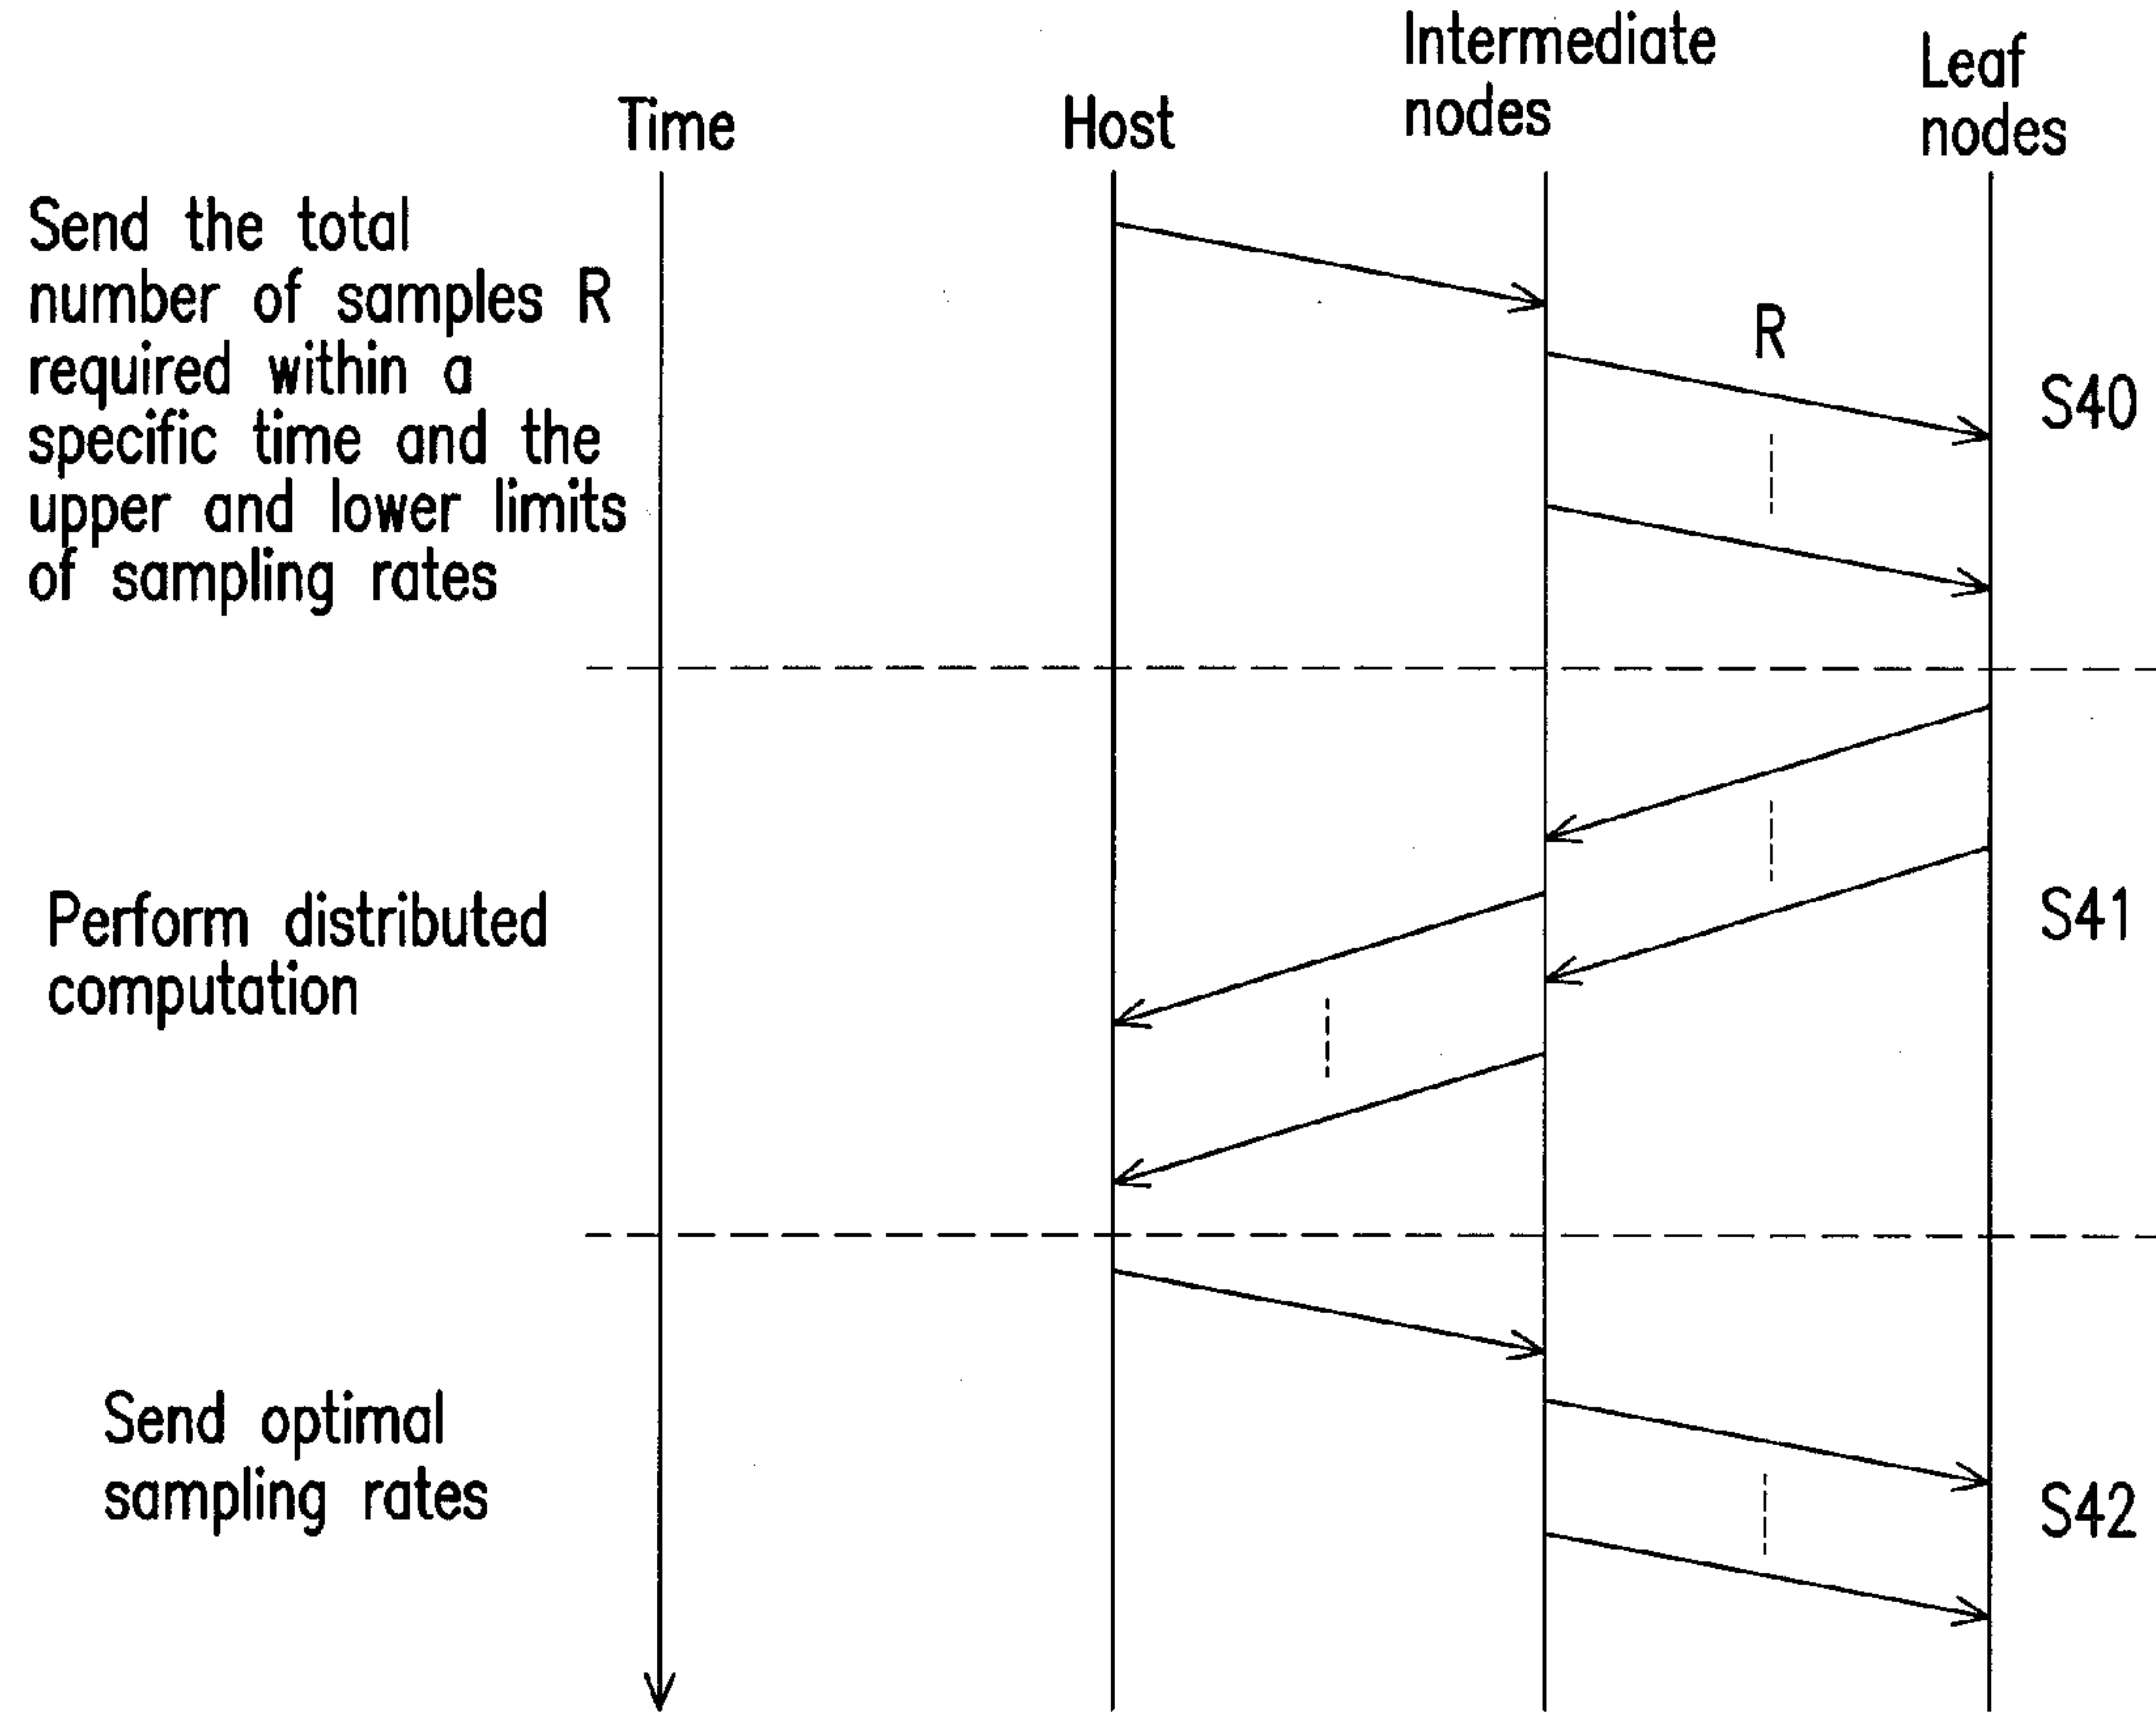 Time
Host
Intermediate
nodes
Leaf
nodes
Send the total
number of samples R
required within a
specific time and the
upper and lower limits
of sampling rates
R
S40
Perform distributed
computation
S41
Send optimal
sampling rates
S42